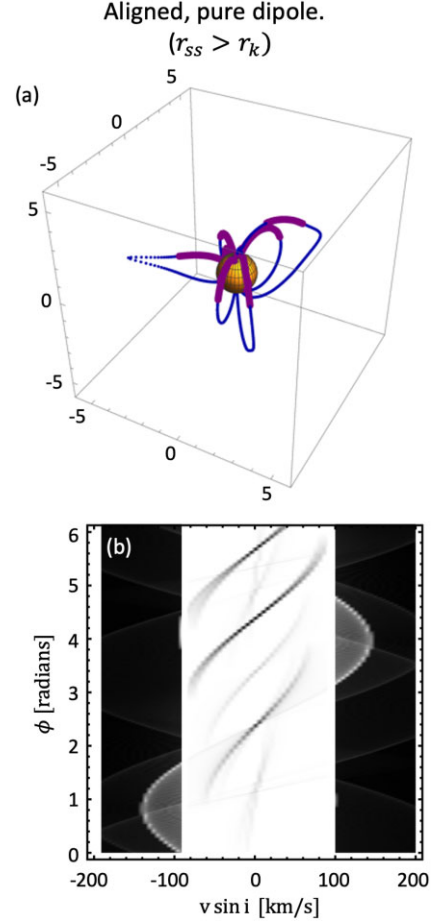 Aligned, pure dipole.
(r_ss > r_k)
(a)
5
0
-5
5
0
-5
-5
0
5
(b)
6
5
4
3
2
1
0
ϕ [radians]
-200 -100 0 100 200
v sin i [km/s]